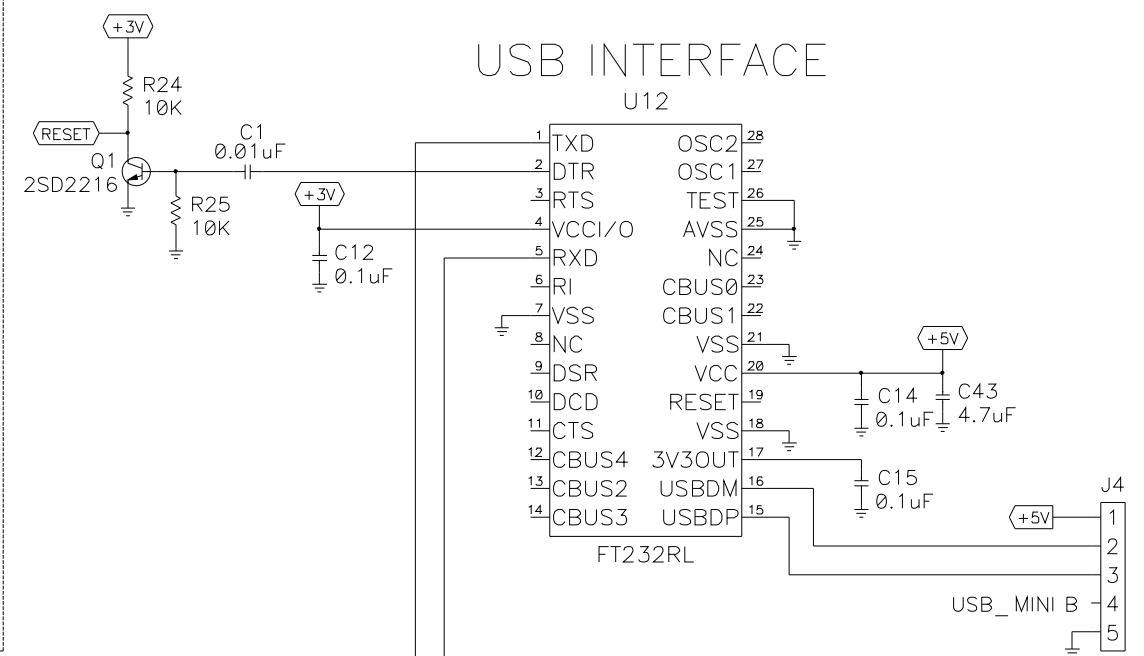 +3V
USB INTERFACE
R24
10K
U12
RESET
C1
0.01uF
Q1
2SD2216
+3V
R25
10K
C12
0.1uF
1 TXD OSC2 28
2 DTR OSC1 27
3 RTS TEST 26
4 VCCI/O AVSS 25
5 RXD NC 24
6 RI CBUS0 23
7 VSS CBUS1 22
8 NC VSS 21
9 DSR VCC 20
10 DCD RESET 19
11 CTS VSS 18
12 CBUS4 3V3OUT 17
13 CBUS2 USBDM 16
14 CBUS3 USBDP 15
FT232RL
+5V
C14
0.1uF
C43
4.7uF
C15
0.1uF
J4
+5V
1
2
3
USB_MINI B 4
5